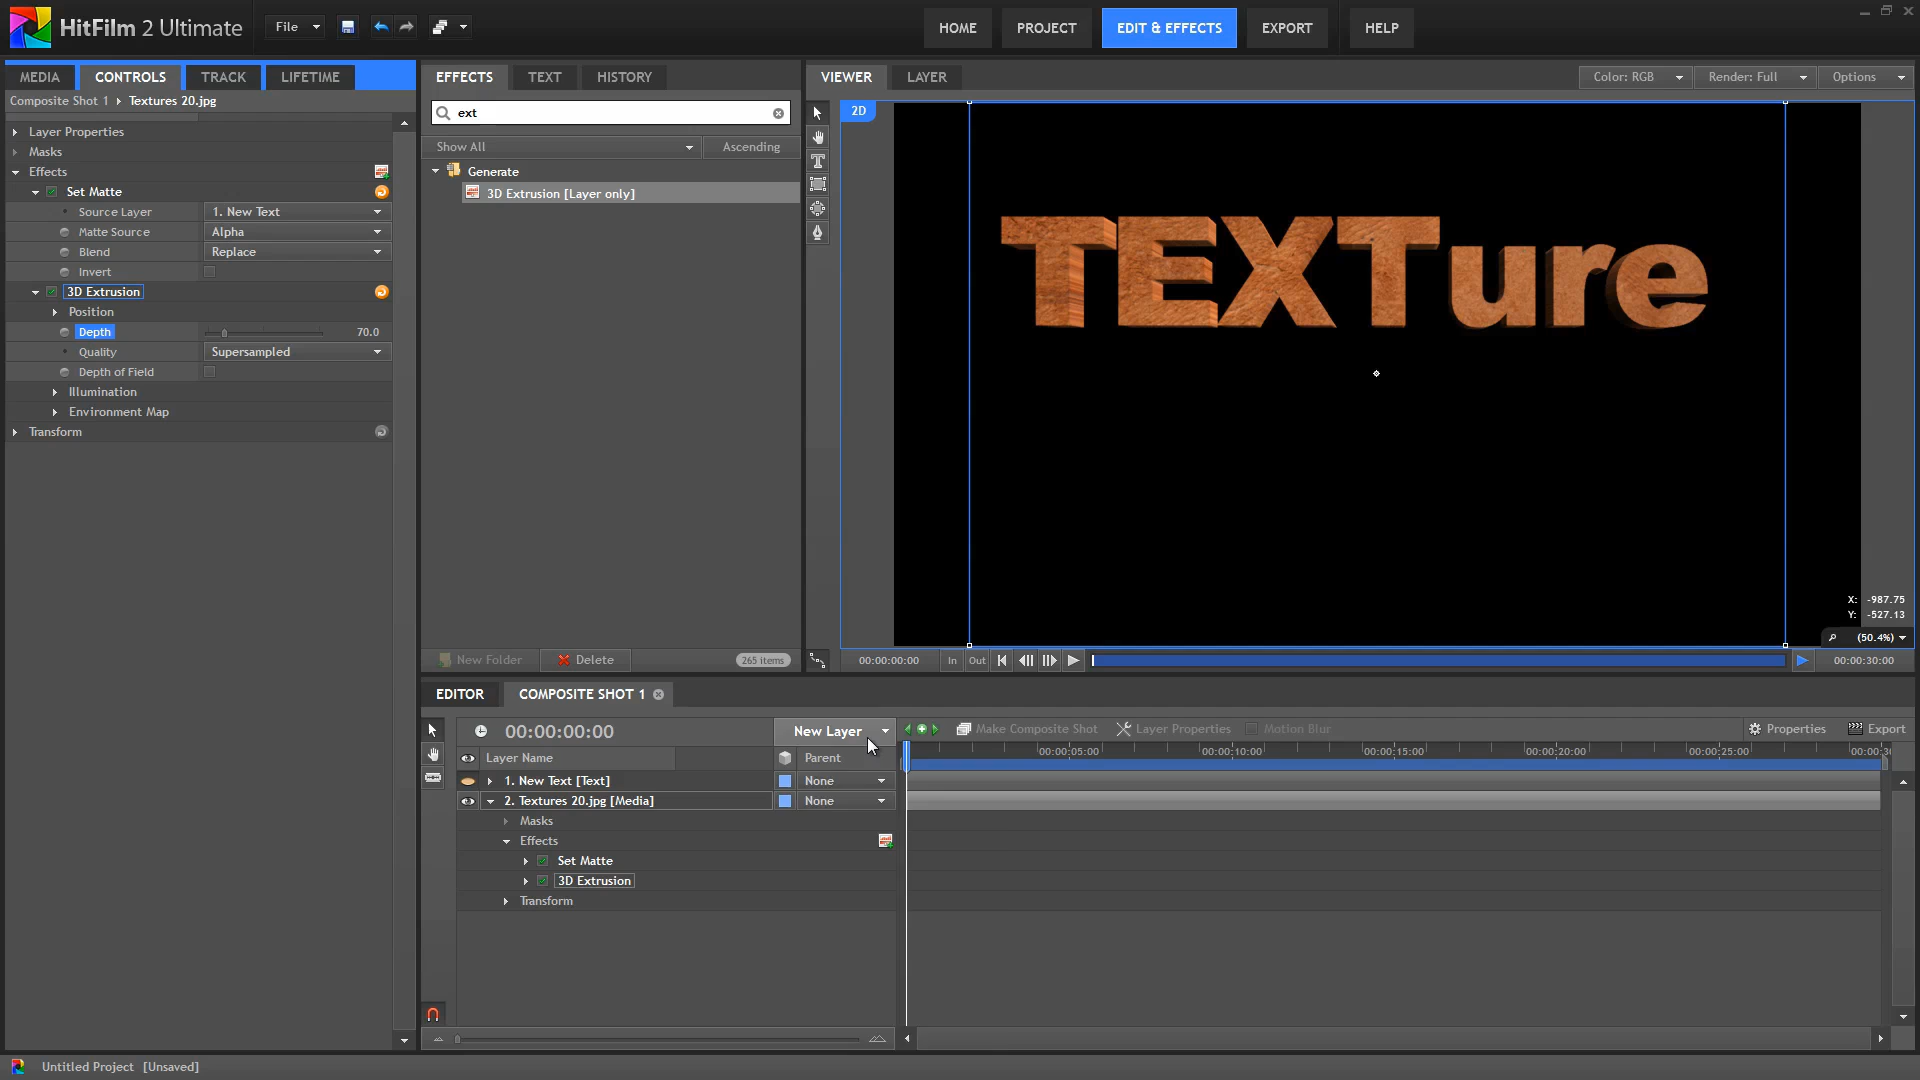 HitFilm 2 Ultimate
File
HOME
PROJECT
EDIT & EFFECTS
EXPORT
HELP
MEDIA
CONTROLS
TRACK
LIFETIME
Composite Shot 1 Textures 20.jpg
Layer Properties
Masks
Effects
Set Matte
Source Layer 1. New Text
Matte Source Alpha
Blend Replace
Invert
3D Extrusion
Position
Depth 70.0
Quality Supersampled
Depth of Field
Illumination
Environment Map
Transform
EFFECTS
TEXT
HISTORY
ext
Show All
Ascending
Generate
3D Extrusion [Layer only]
New Folder
Delete
265 items
VIEWER
LAYER
Color: RGB
Render: Full
Options
2D
TEXTure
X: -987.75
Y: -527.13
(50.4%)
00:00:00:00
In
Out
00:00:30:00
EDITOR
COMPOSITE SHOT 1
00:00:00:00
New Layer
Make Composite Shot
Layer Properties
Motion Blur
Properties
Export
Layer Name
Parent
00:00:05:00
00:00:10:00
00:00:15:00
00:00:20:00
00:00:25:00
1. New Text [Text]
None
2. Textures 20.jpg [Media]
None
Masks
Effects
Set Matte
3D Extrusion
Transform
Untitled Project [Unsaved]